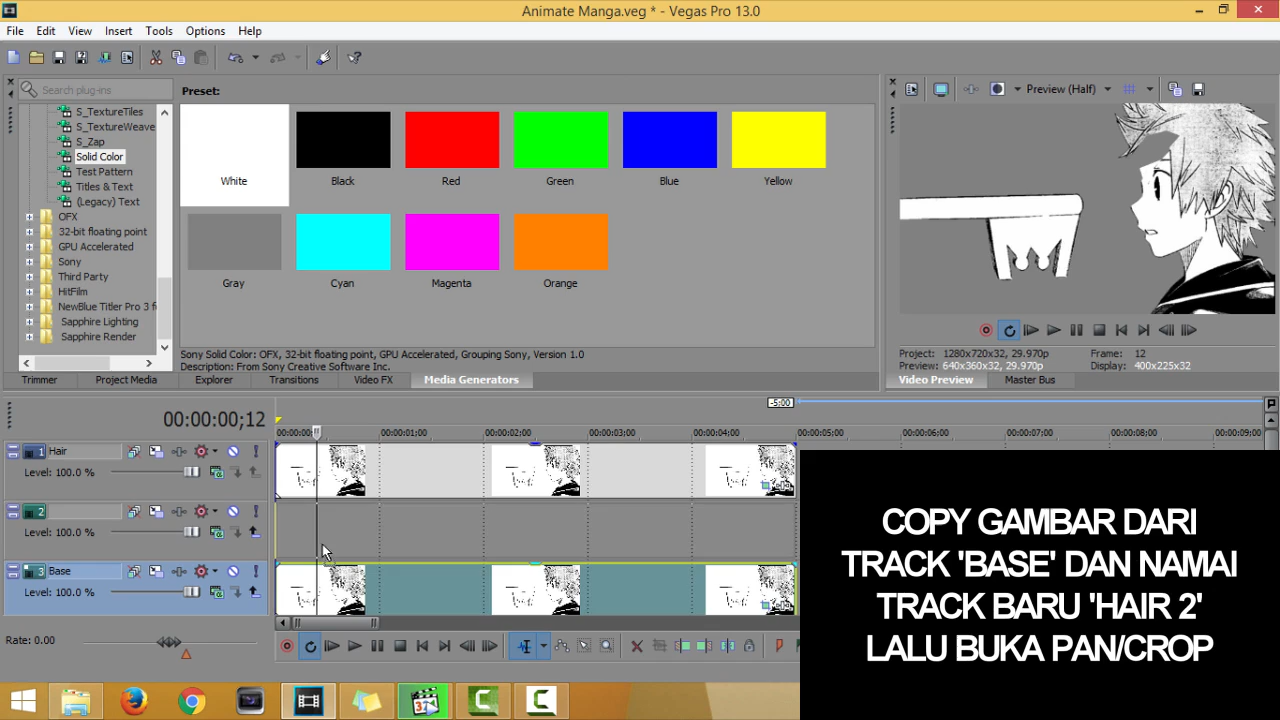 Animate Manga.veg * - Vegas Pro 13.0
File Edit View Insert Tools Options Help
Search plug-ins
Preset:
S_TextureTiles
S_TextureWeave
S_Zap
Solid Color
Test Pattern
Titles & Text
(Legacy) Text
OFX
32-bit floating point
GPU Accelerated
Sony
Third Party
HitFilm
NewBlue Titler Pro 3 f
Sapphire Lighting
Sapphire Render
White Black Red Green Blue Yellow
Gray Cyan Magenta Orange
Sony Solid Color: OFX, 32-bit floating point, GPU Accelerated, Grouping Sony, Version 1.0
Description: From Sony Creative Software Inc.
Trimmer Project Media Explorer Transitions Video FX Media Generators
Preview (Half)
Project: 1280x720x32, 29.970p Frame: 12
Preview: 640x360x32, 29.970p Display: 400x225x32
Video Preview Master Bus
00:00:00;12
-5:00
00:00:00; 00:00:01;00 00:00:02;00 00:00:03;00 00:00:04;00 00:00:05;00 00:00:06;00 00:00:07;00 00:00:08;00 00:00:09;00
1 Hair
Level: 100.0 %
2
Level: 100.0 %
3 Base
Level: 100.0 %
Rate: 0.00
COPY GAMBAR DARI
TRACK 'BASE' DAN NAMAI
TRACK BARU 'HAIR 2'
LALU BUKA PAN/CROP